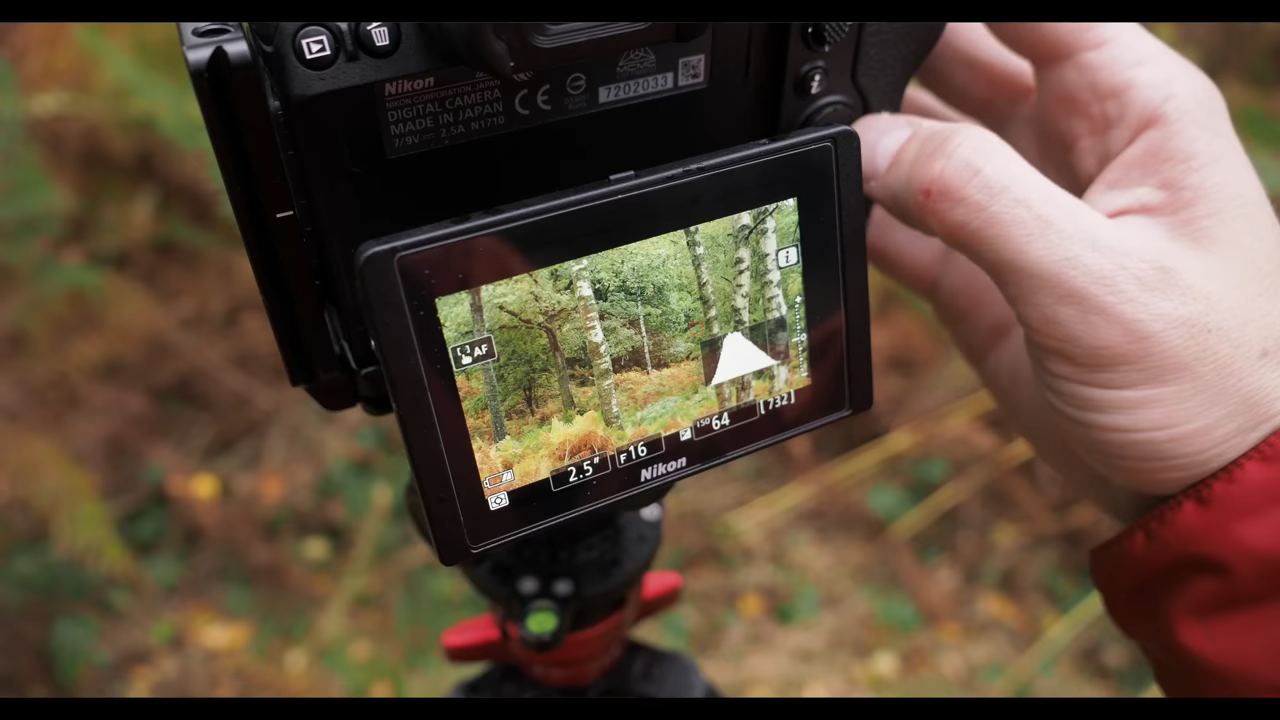 Nikon
NIKON CORPORATION, JAPAN
DIGITAL CAMERA
MADE IN JAPAN
7/9V⎓ 2.5A N1710
CE
7202033
i
i
AF
2.5" F16 ISO 64 [732]
Nikon